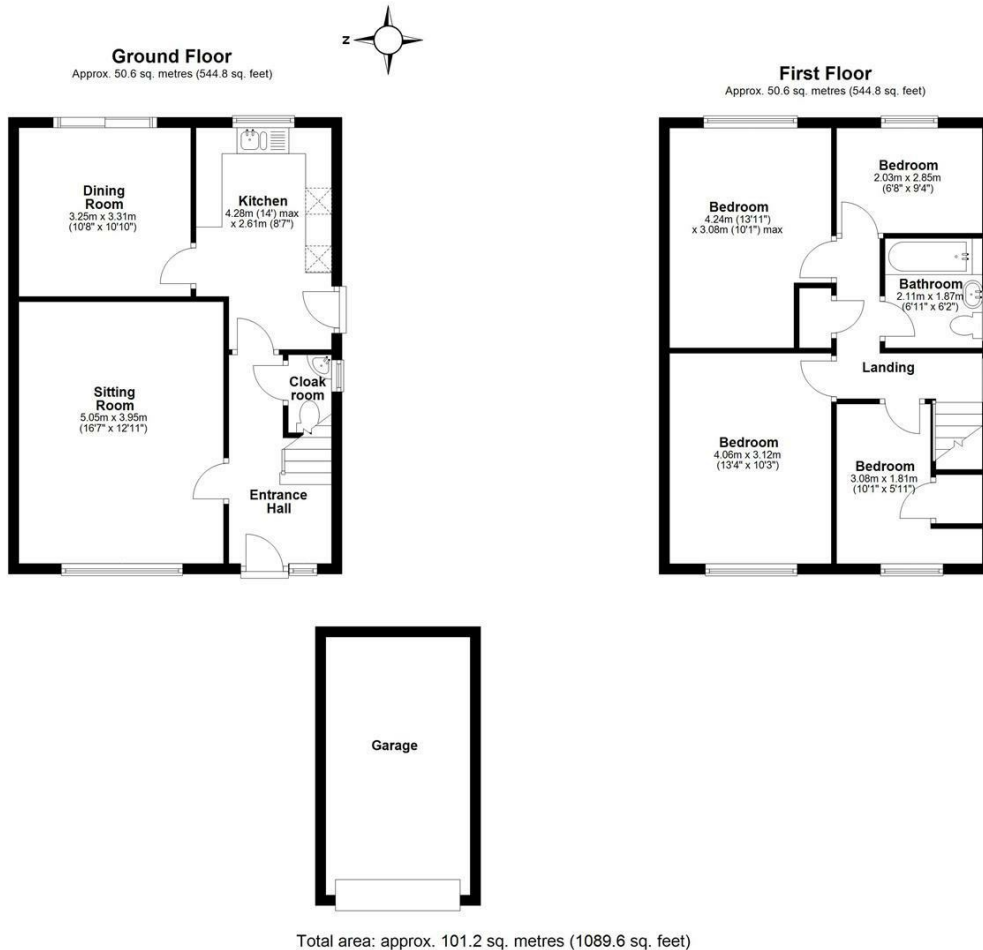 Ground Floor
Approx. 50.6 sq. metres (544.8 sq. feet)
Z
Dining
Room
3.25m x 3.31m
(10'8" x 10'10")
Kitchen
4.28m (14') max
x 2.61m (8'7")
Sitting
Room
5.05m x 3.95m
(16'7" x 12'11")
Cloak
room
Entrance
Hall
First Floor
Approx. 50.6 sq. metres (544.8 sq. feet)
Bedroom
4.24m (13'11")
x 3.08m (10'1") max
Bedroom
2.03m x 2.85m
(6'8" x 9'4")
Bathroom
2.11m x 1.87m
(6'11" x 6'2")
Landing
Bedroom
4.06m x 3.12m
(13'4" x 10'3")
Bedroom
3.08m x 1.81m
(10'1" x 5'11")
Garage
Total area: approx. 101.2 sq. metres (1089.6 sq. feet)